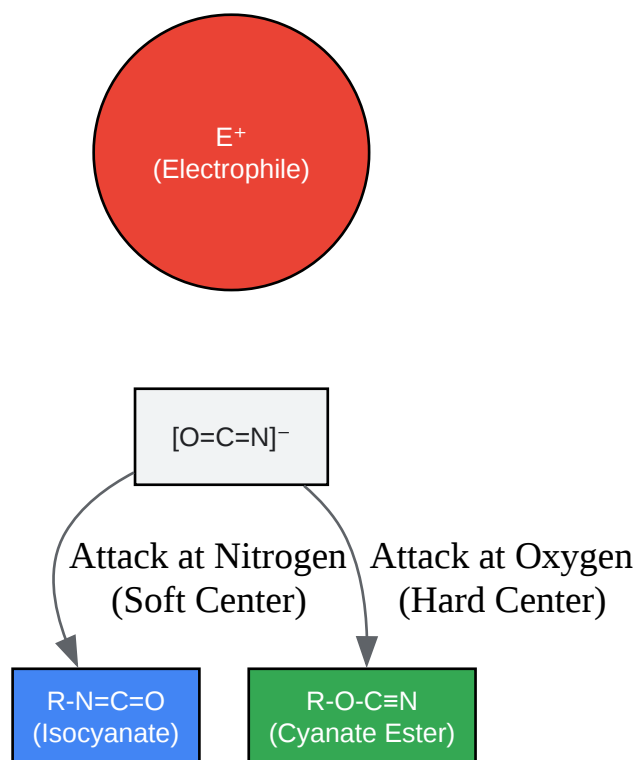 E⁺
(Electrophile)
[O=C=N]⁻
Attack at Nitrogen
(Soft Center)
Attack at Oxygen
(Hard Center)
R-N=C=O
(Isocyanate)
R-O-C≡N
(Cyanate Ester)